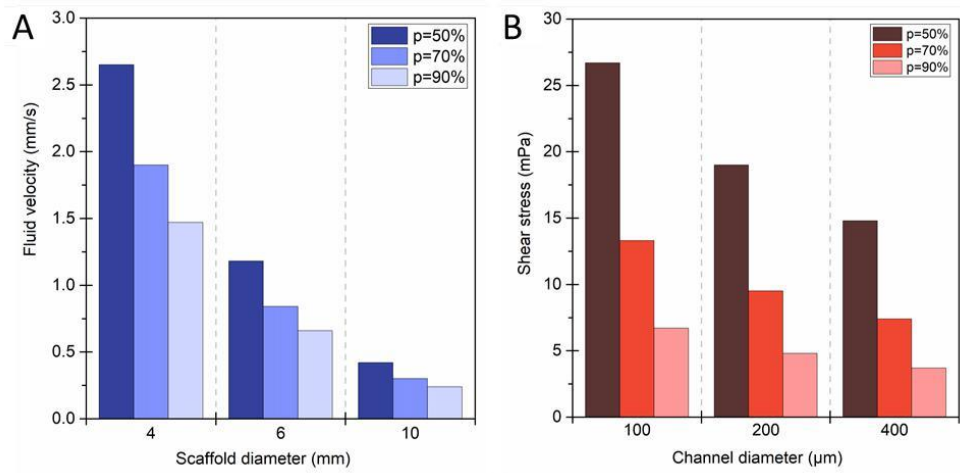 A
p=50%
p=70%
p=90%
Fluid velocity (mm/s)
3.0
2.5
2.0
1.5
1.0
0.5
0.0
4 6 10
Scaffold diameter (mm)
B
p=50%
p=70%
p=90%
Shear stress (mPa)
30
25
20
15
10
5
0
100 200 400
Channel diameter (µm)